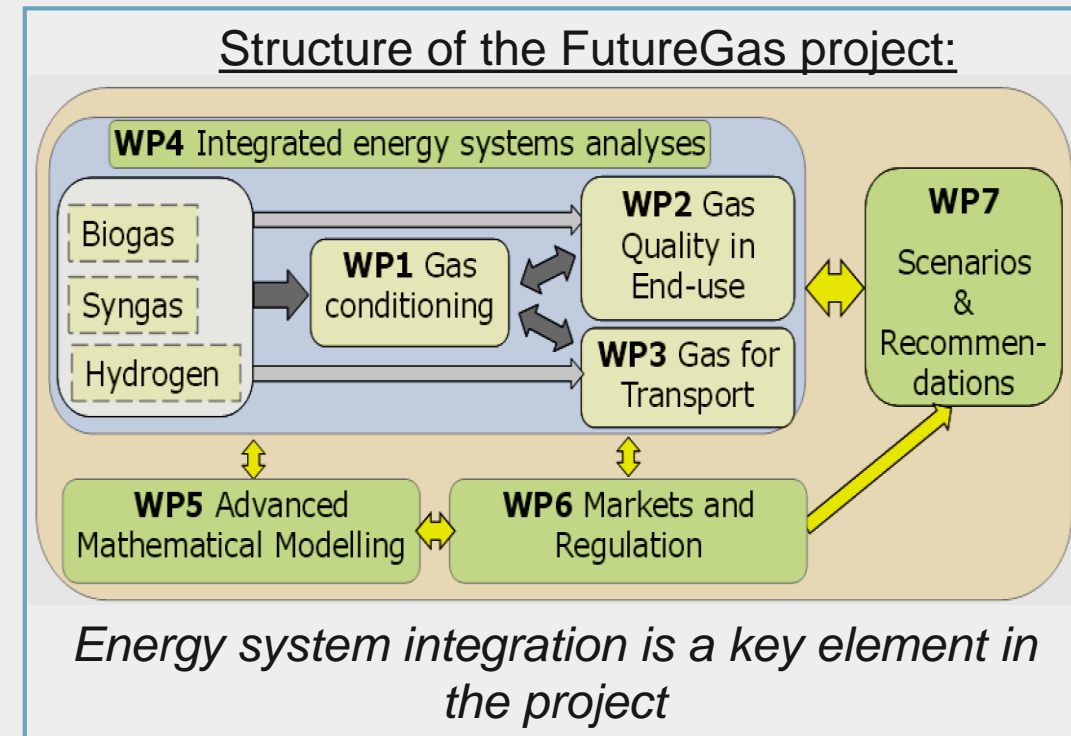 Structure of the FutureGas project:
WP4 Integrated energy systems analyses
Biogas
Syngas
Hydrogen
WP1 Gas
conditioning
WP2 Gas
Quality in
End-use
WP3 Gas for
Transport
WP7
Scenarios
&
Recommen-
dations
WP5 Advanced
Mathematical Modelling
WP6 Markets and
Regulation
Energy system integration is a key element in
the project